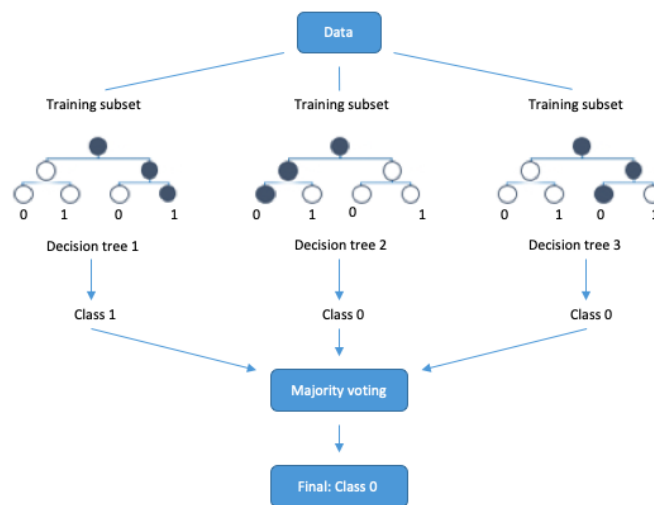 Data
Training subset
Training subset
Training subset
0 1 0 1
0 1 0 1
0 1 0 1
Decision tree 1
Decision tree 2
Decision tree 3
Class 1
Class 0
Class 0
Majority voting
Final: Class 0